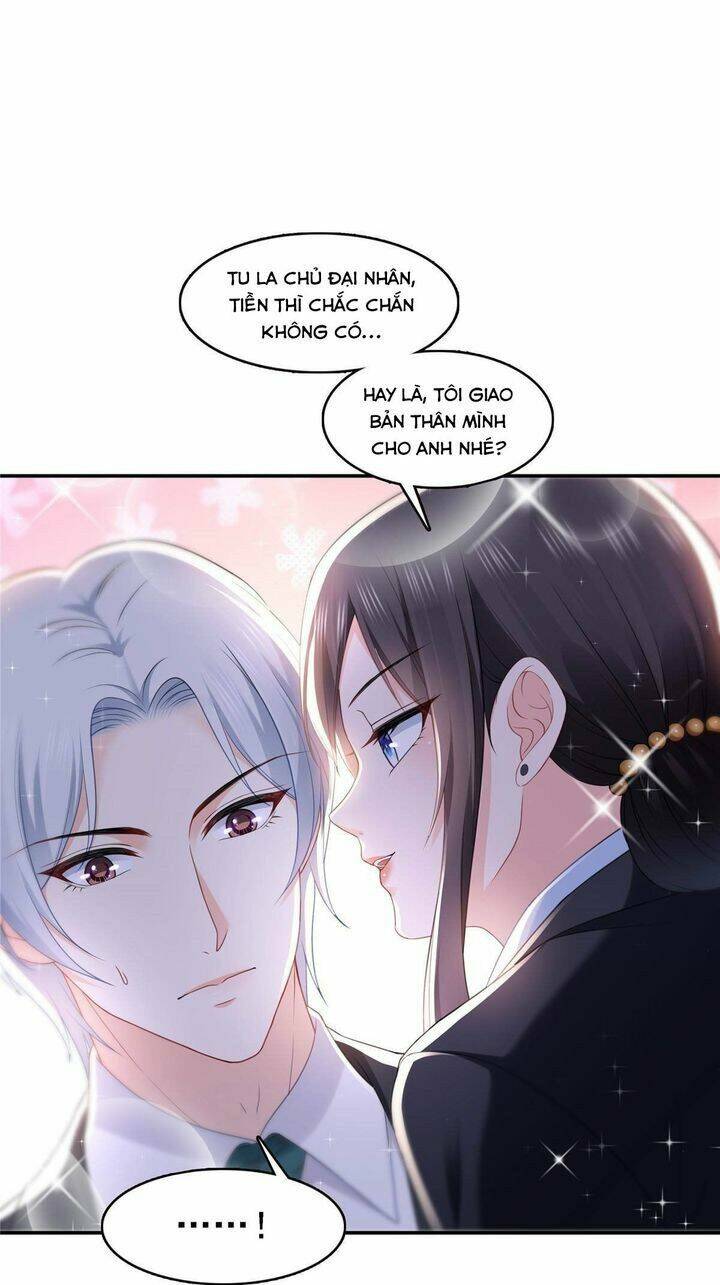 TU LA CHỦ ĐẠI NHÂN,
TIỀN THÌ CHẮC CHẮN
KHÔNG CÓ...
HAY LÀ, TÔI GIAO
BẢN THÂN MÌNH
CHO ANH NHÉ?
.......!